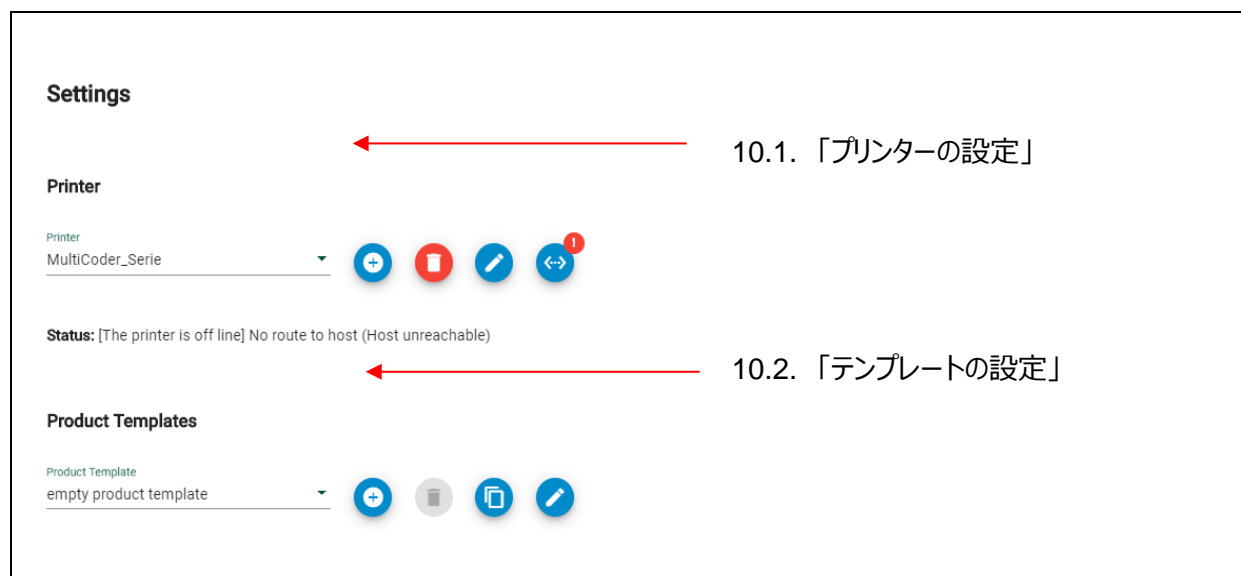 Settings
10.1. 「プリンターの設定」
Printer
Printer
MultiCoder_Serie
!
Status: [The printer is off line] No route to host (Host unreachable)
10.2. 「テンプレートの設定」
Product Templates
Product Template
empty product template